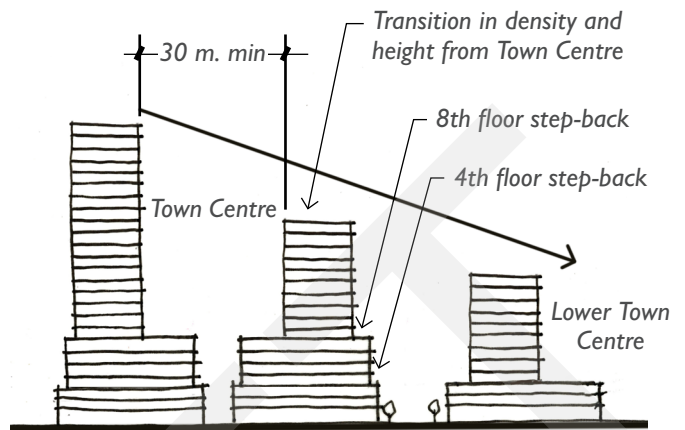 30 m. min
Transition in density and
height from Town Centre
8th floor step-back
4th floor step-back
Town Centre
Lower Town
Centre